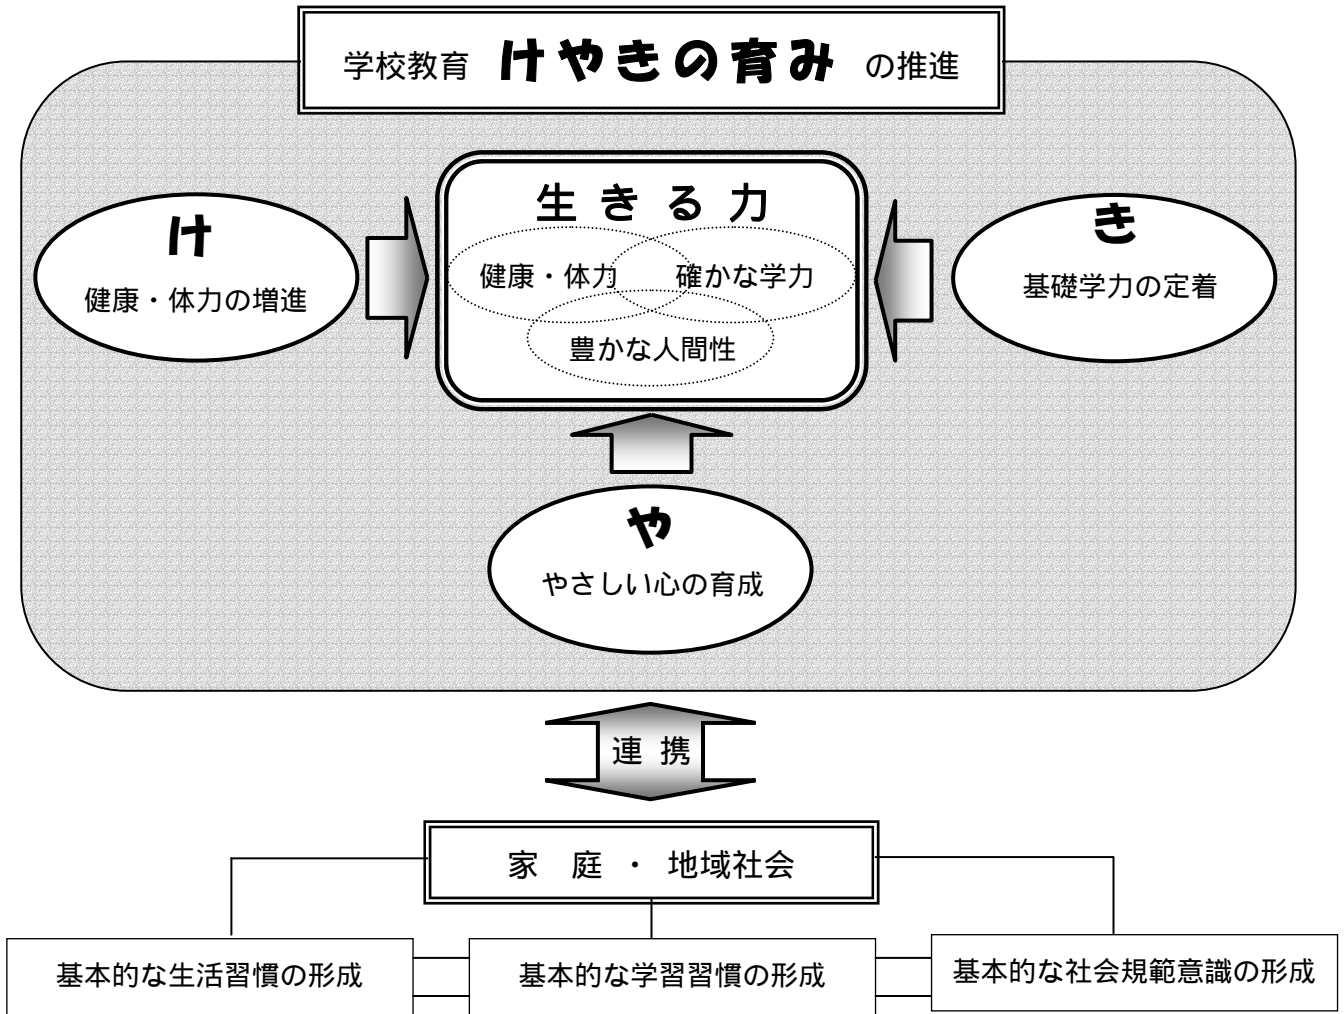 学校教育 けやきの育み の推進
生きる力
健康・体力 確かな学力
豊かな人間性
け
健康・体力の増進
き
基礎学力の定着
や
やさしい心の育成
連 携
家 庭 ・ 地域社会
基本的な生活習慣の形成
基本的な学習習慣の形成
基本的な社会規範意識の形成